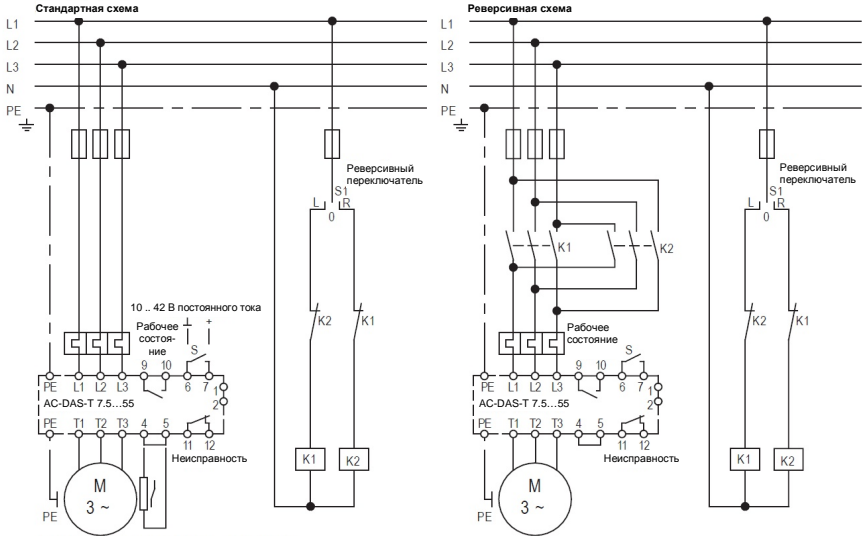 Стандартная схема
L1
L2
L3
N
PE
Реверсивный
переключатель
S1
L
R
0
10 .. 42 В постоянного тока
Рабочее
состоя-
ние
+
S
K2
K1
9
10
6
7
PE
L1
L2
L3
1
2
AC-DAS-T 7.5...55
PE
T1
T2
T3
4
5
11
12
Неисправность
M
3 ~
PE
K1
K2
Реверсивная схема
L1
L2
L3
N
PE
Реверсивный
переключатель
S1
L
R
0
K1
K2
Рабочее
состояние
S
K2
K1
9
10
6
7
PE
L1
L2
L3
1
2
AC-DAS-T 7.5...55
PE
T1
T2
T3
4
5
11
12
Неисправность
M
3 ~
PE
K1
K2